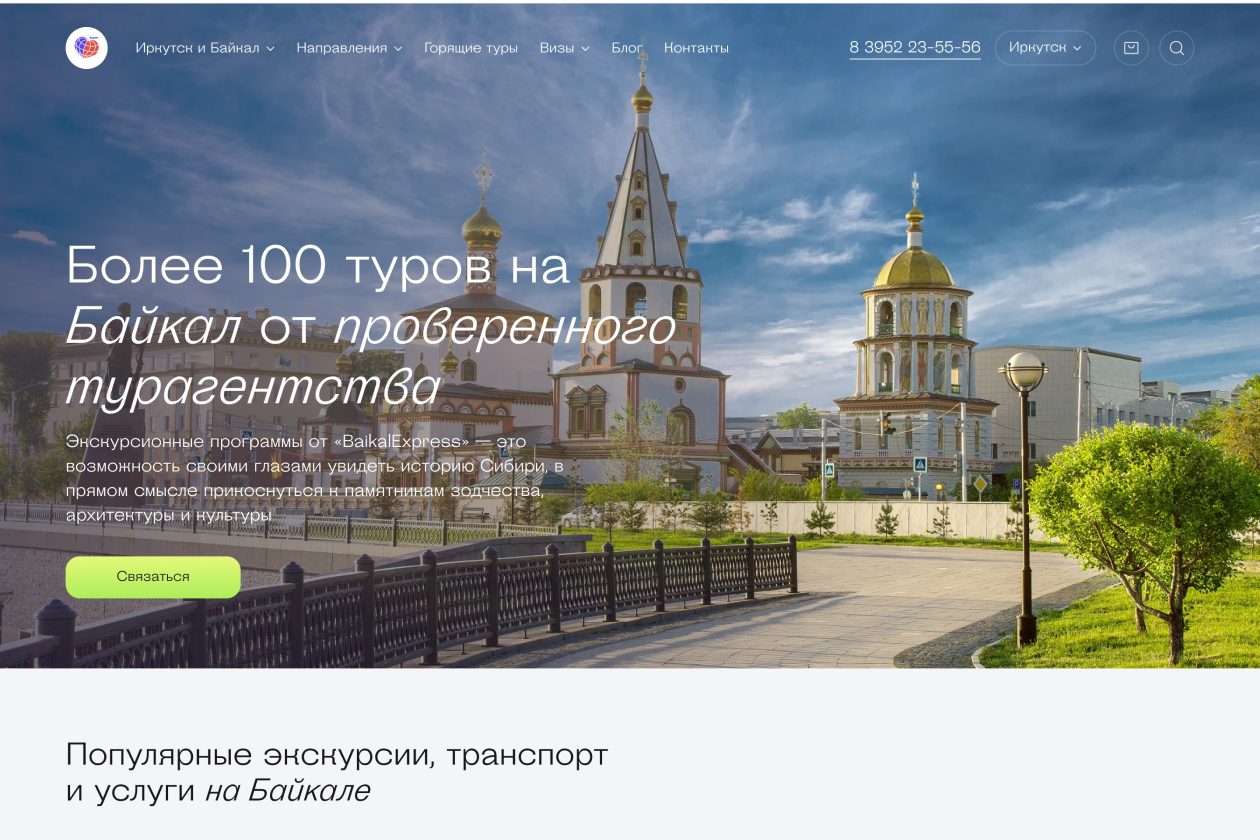 Иркутск и Байкал
Направления
Горящие туры
Визы
Блог
Контакты
8 3952 23-55-56
Иркутск
Более 100 туров на
Байкал от проверенного
турагентства
Экскурсионные программы от «BaikalExpress» — это
возможность своими глазами увидеть историю Сибири, в
прямом смысле прикоснуться к памятникам зодчества,
архитектуры и культуры
Связаться
Популярные экскурсии, транспорт
и услуги на Байкале